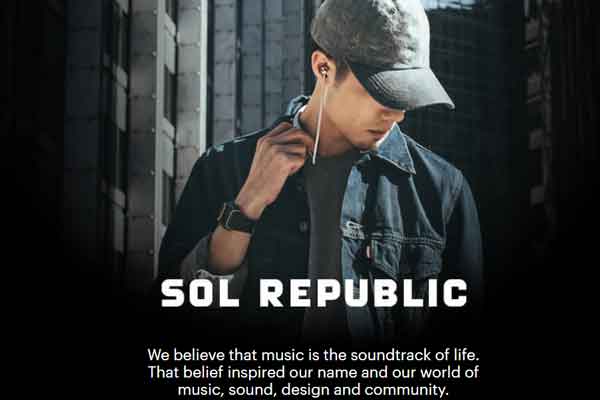 SOL REPUBLIC
We believe that music is the soundtrack of life.
That belief inspired our name and our world of
music, sound, design and community.